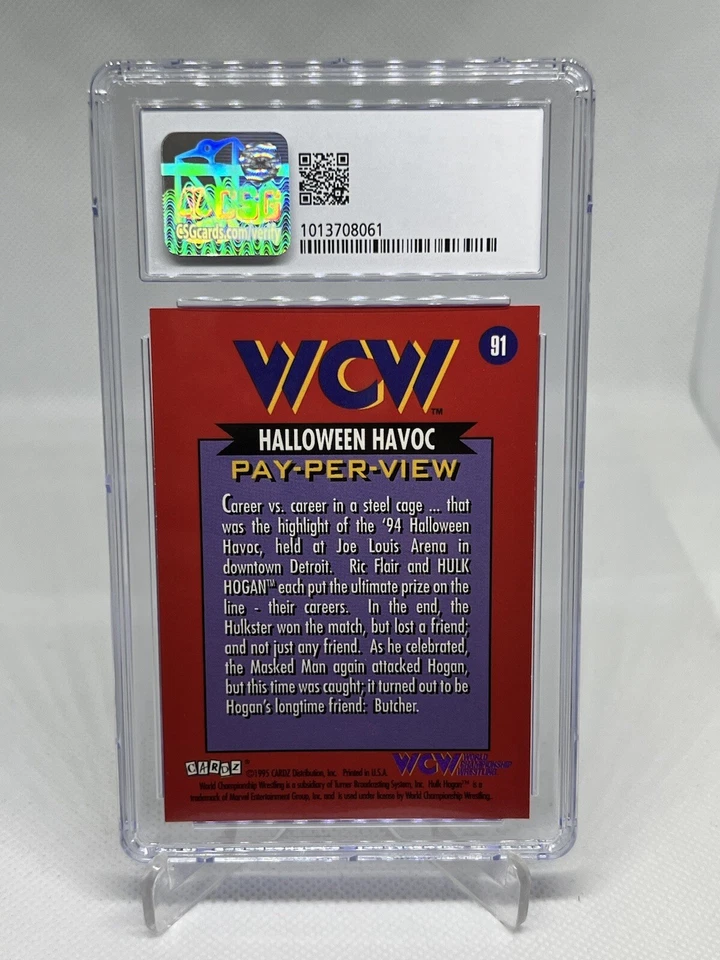 CSG
CSGcards.com/verify
1013708061
91
WCW™
HALLOWEEN HAVOC
PAY-PER-VIEW
Career vs. career in a steel cage ... that
was the highlight of the '94 Halloween
Havoc, held at Joe Louis Arena in
downtown Detroit. Ric Flair and HULK
HOGAN™ each put the ultimate prize on the
line - their careers. In the end, the
Hulkster won the match, but lost a friend;
and not just any friend. As he celebrated,
the Masked Man again attacked Hogan,
but this time was caught; it turned out to be
Hogan's longtime friend: Butcher.
CARDZ ®
©1995 CARDZ Distribution, Inc. Printed in U.S.A.
WCW WORLD
CHAMPIONSHIP
WRESTLING
World Championship Wrestling is a subsidiary of Turner Broadcasting System, Inc. Hulk Hogan™ is a
trademark of Marvel Entertainment Group, Inc. and is used under license by World Championship Wrestling.